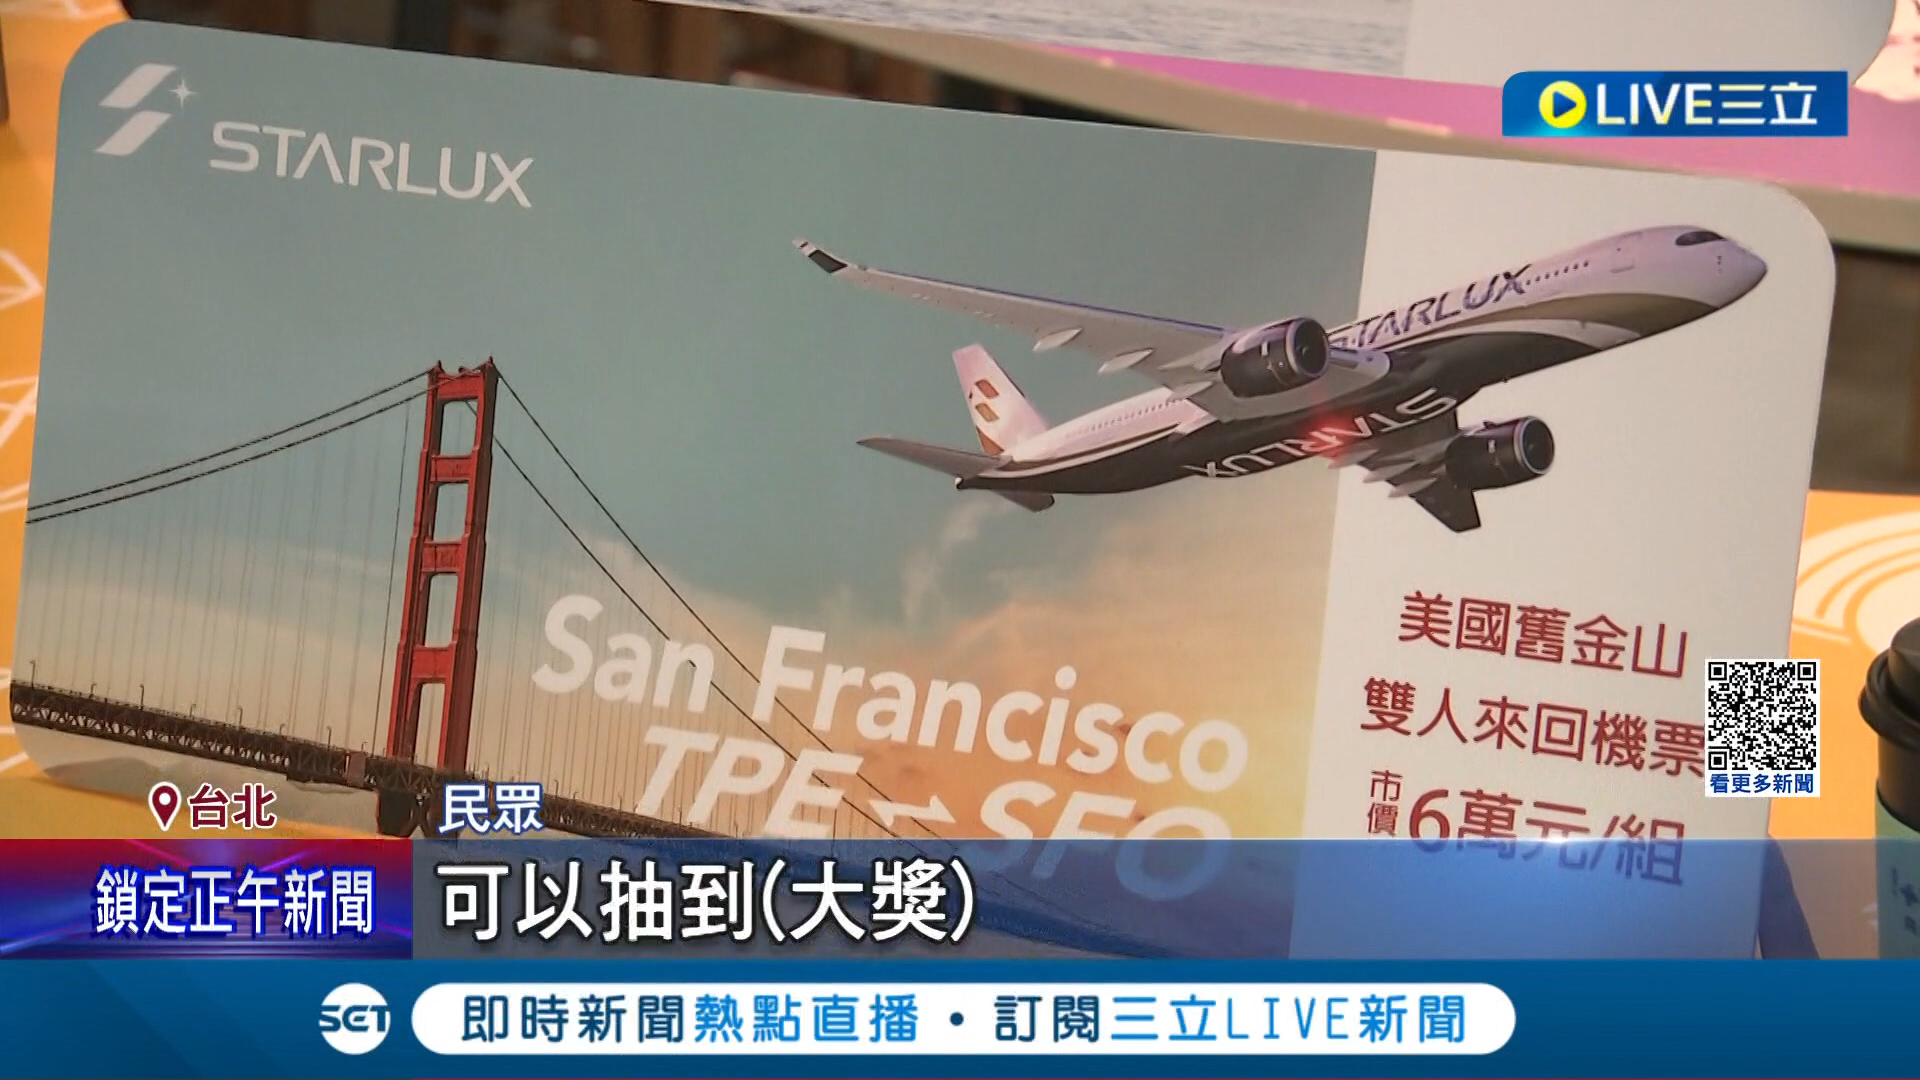 LIVE三立
STARLUX
STARLUX
STARLUX
San Francisco
TPE ⇌ SFO
美國舊金山
雙人來回機票
市價6萬元/組
看更多新聞
台北
民眾
鎖定正午新聞
可以抽到(大獎)
SET
即時新聞熱點直播・訂閱三立LIVE新聞